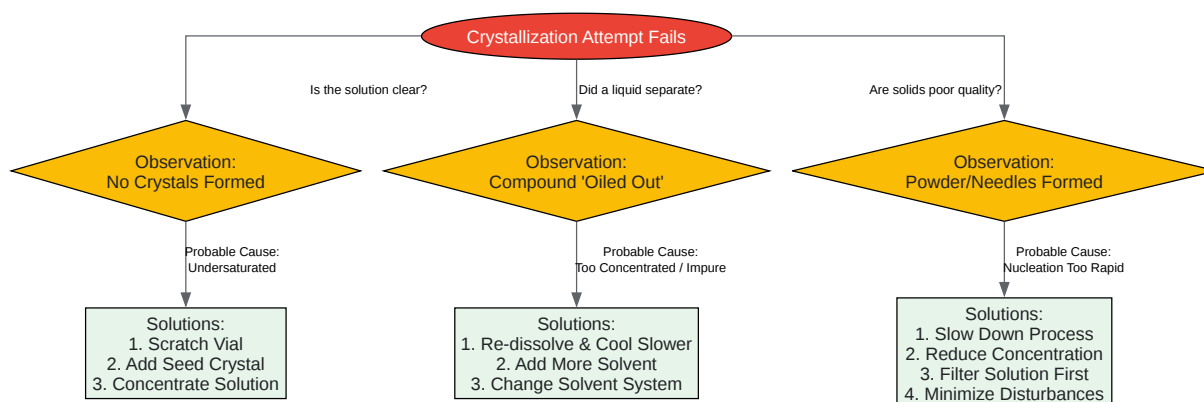 Crystallization Attempt Fails
Is the solution clear?
Did a liquid separate?
Are solids poor quality?
Observation:
No Crystals Formed
Observation:
Compound 'Oiled Out'
Observation:
Powder/Needles Formed
Probable Cause:
Undersaturated
Probable Cause:
Too Concentrated / Impure
Probable Cause:
Nucleation Too Rapid
Solutions:
1. Scratch Vial
2. Add Seed Crystal
3. Concentrate Solution
Solutions:
1. Re-dissolve & Cool Slower
2. Add More Solvent
3. Change Solvent System
Solutions:
1. Slow Down Process
2. Reduce Concentration
3. Filter Solution First
4. Minimize Disturbances